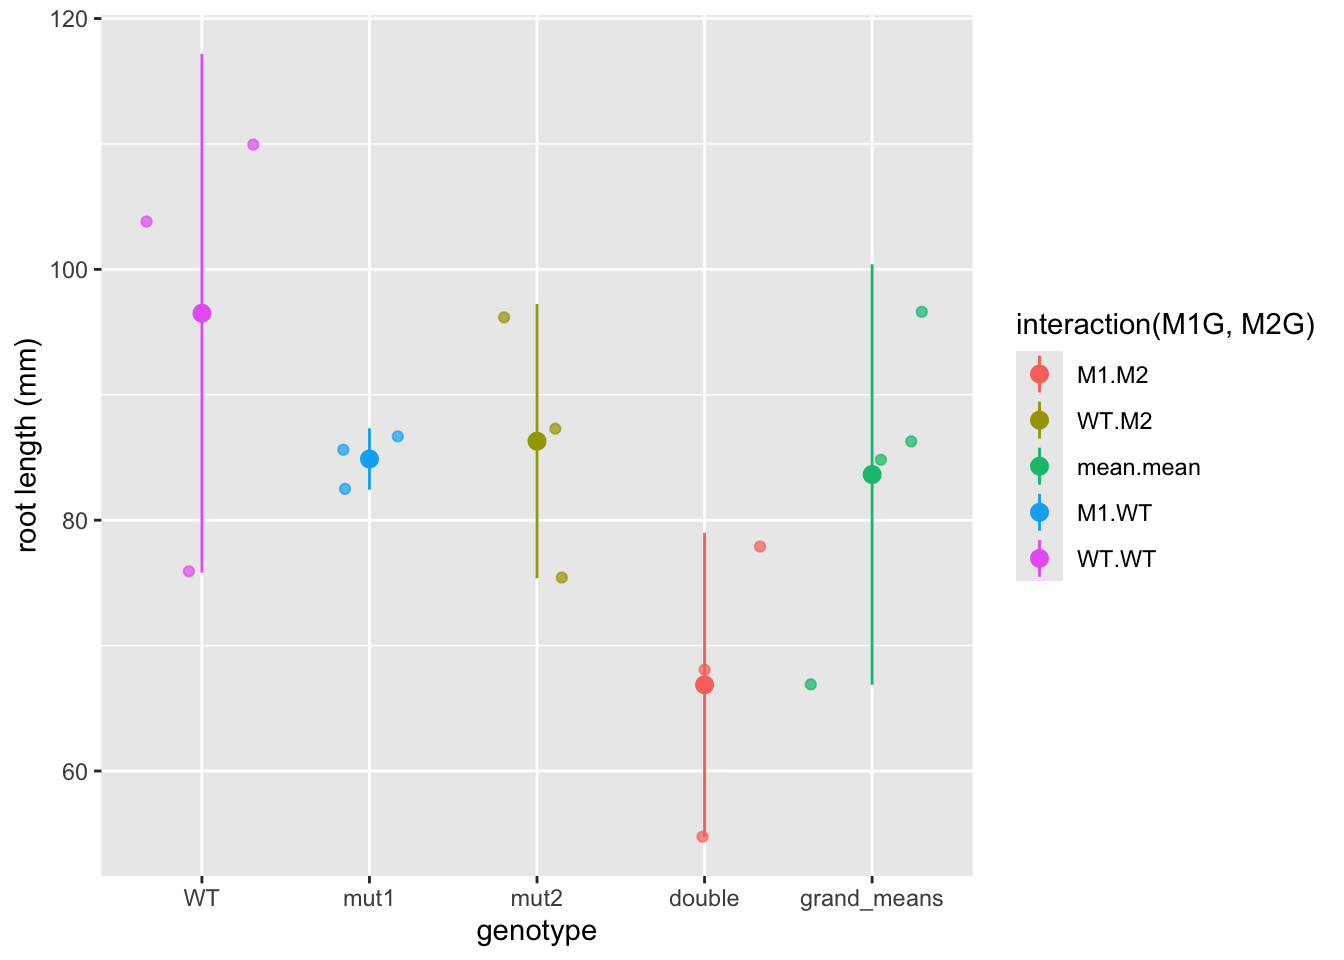 120
100
80
60
root length (mm)
WT
mut1
mut2
double
grand_means
genotype
interaction(M1G, M2G)
M1.M2
WT.M2
mean.mean
M1.WT
WT.WT